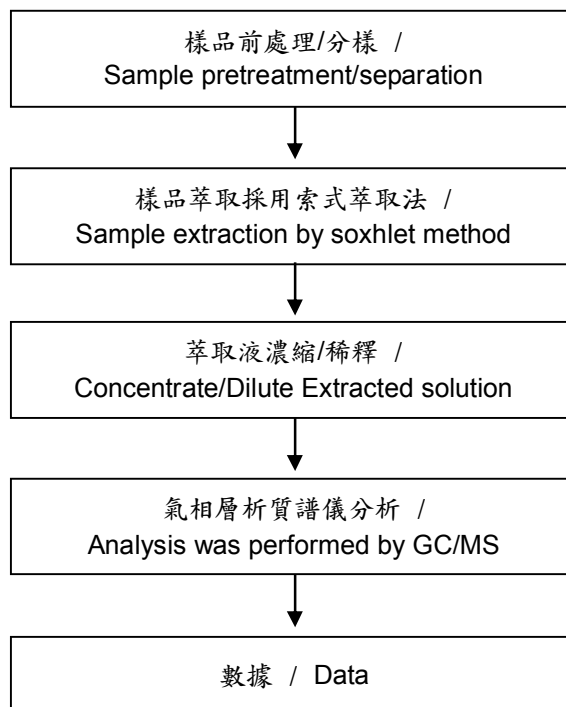 樣品前處理/分樣 /
Sample pretreatment/separation
樣品萃取採用索式萃取法 /
Sample extraction by soxhlet method
萃取液濃縮/稀釋 /
Concentrate/Dilute Extracted solution
氣相層析質譜儀分析 /
Analysis was performed by GC/MS
數據 / Data